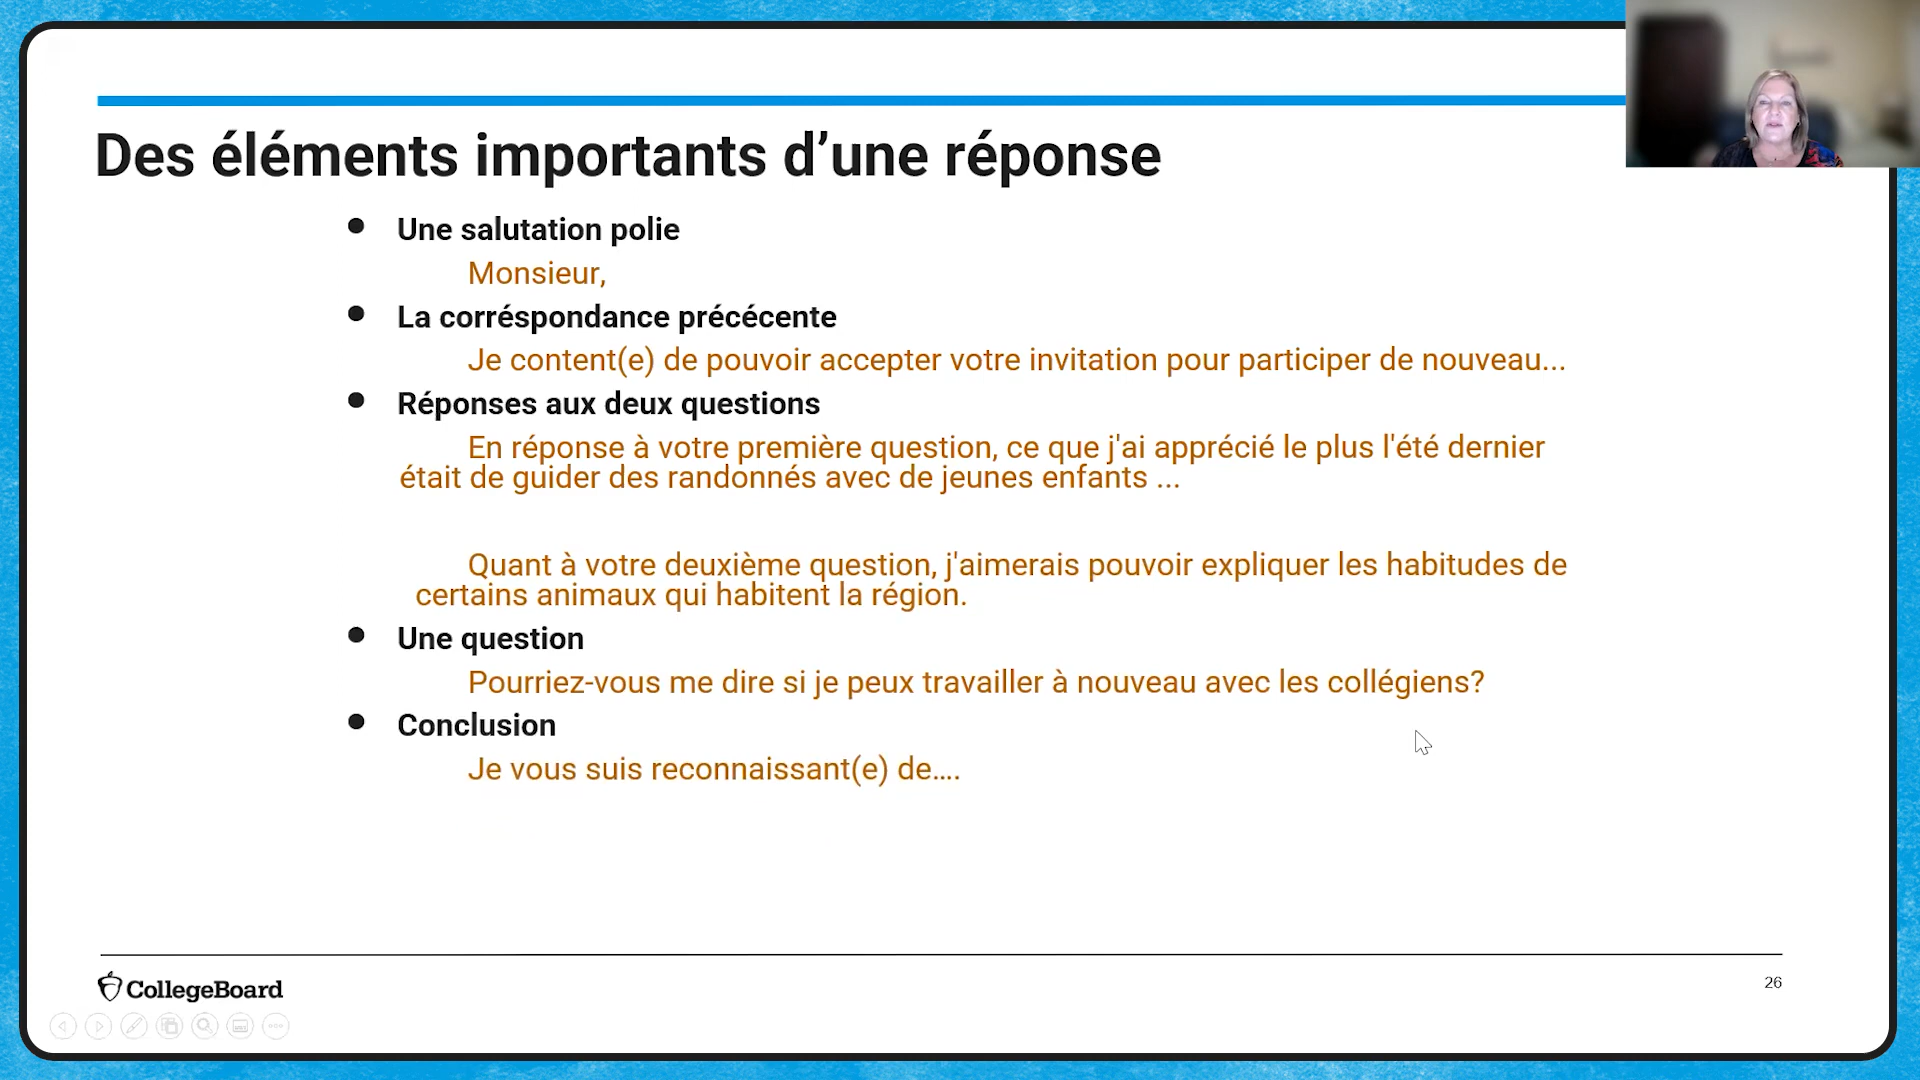 Des éléments importants d’une réponse
Une salutation polie
Monsieur,
La corréspondance précécente
Je content(e) de pouvoir accepter votre invitation pour participer de nouveau...
Réponses aux deux questions
En réponse à votre première question, ce que j'ai apprécié le plus l'été dernier
était de guider des randonnés avec de jeunes enfants ...
Quant à votre deuxième question, j'aimerais pouvoir expliquer les habitudes de
certains animaux qui habitent la région.
Une question
Pourriez-vous me dire si je peux travailler à nouveau avec les collégiens?
Conclusion
Je vous suis reconnaissant(e) de....
CollegeBoard
26